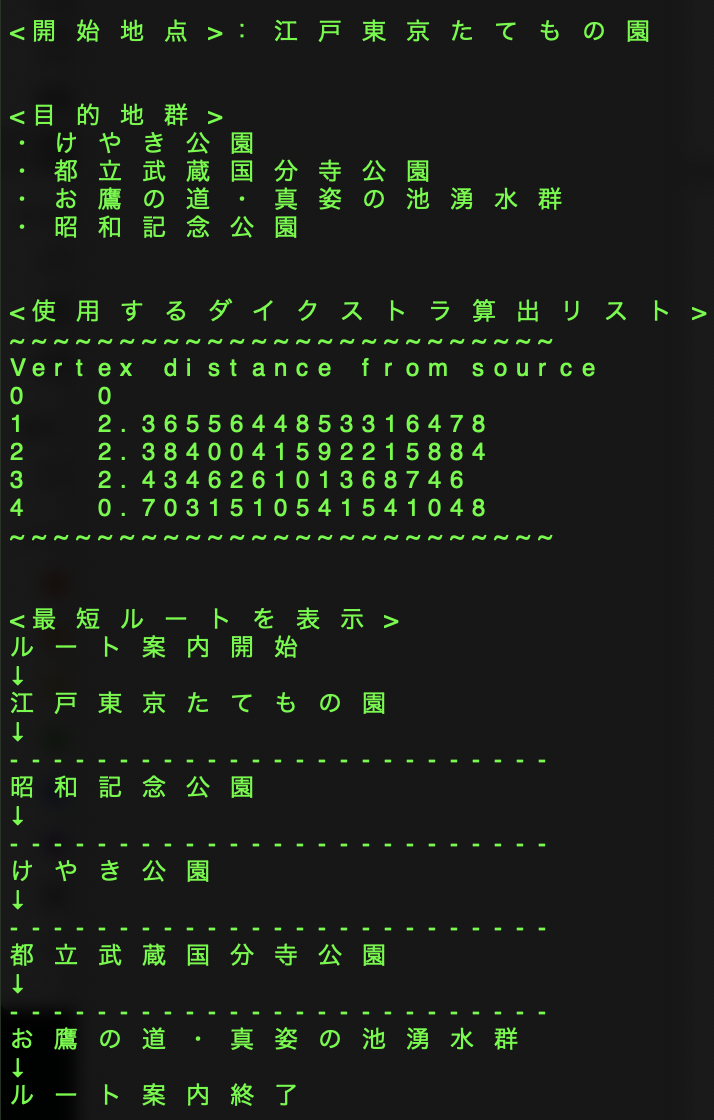 <開始地点>： 江戸東京たてもの園
<目的地群>
・ けやき公園
・ 都立武蔵国分寺公園
・ お鷹の道・真姿の池湧水群
・ 昭和記念公園
<使用するダイクストラ算出リスト>
~~~~~~~~~~~~~~~~~~~~~~~~~
Vertex distance from source
0 0
1 2.3655644853316478
2 2.3840041592215884
3 2.434626101368746
4 0.7031510541541048
~~~~~~~~~~~~~~~~~~~~~~~~~
<最短ルートを表示>
ルート案内開始
↓
江戸東京たてもの園
↓
-------------------------
昭和記念公園
↓
-------------------------
けやき公園
↓
-------------------------
都立武蔵国分寺公園
↓
-------------------------
お鷹の道・真姿の池湧水群
↓
ルート案内終了